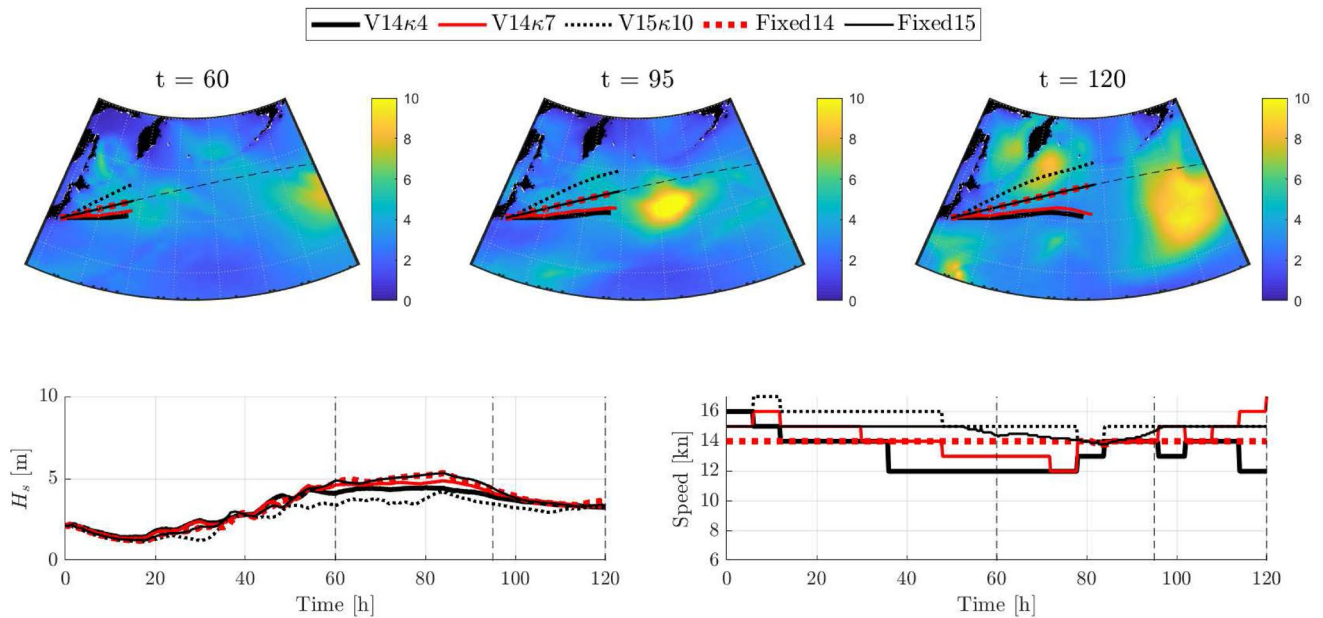 V14κ4 V14κ7 V15κ10 Fixed14 Fixed15
t = 60 t = 95 t = 120
10 10 10
8 8 8
6 6 6
4 4 4
2 2 2
0 0 0
10
5
0
H_s [m]
0 20 40 60 80 100 120
Time [h]
16
14
12
10
8
6
Speed [kn]
0 20 40 60 80 100 120
Time [h]